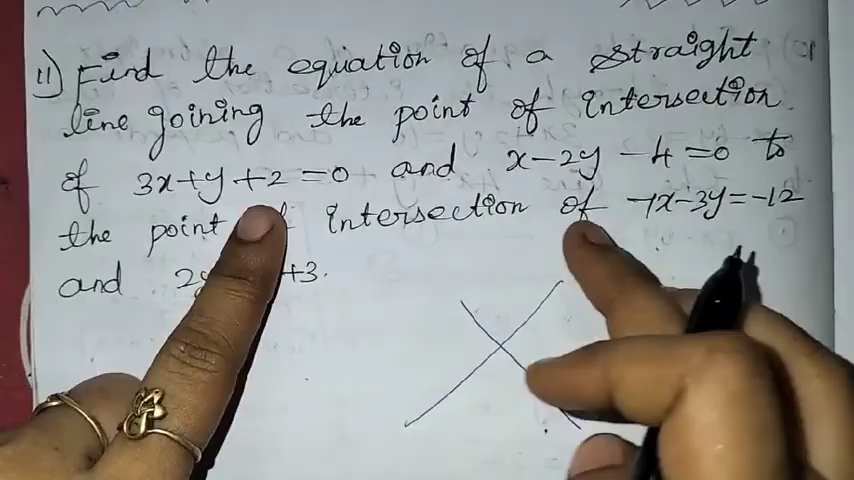 11) Find the equation of a straight
line goining the point of intersection
of 3x+y+2=0 and x-2y-4=0 to
the point intersection of 7x-3y=-12
and +3.